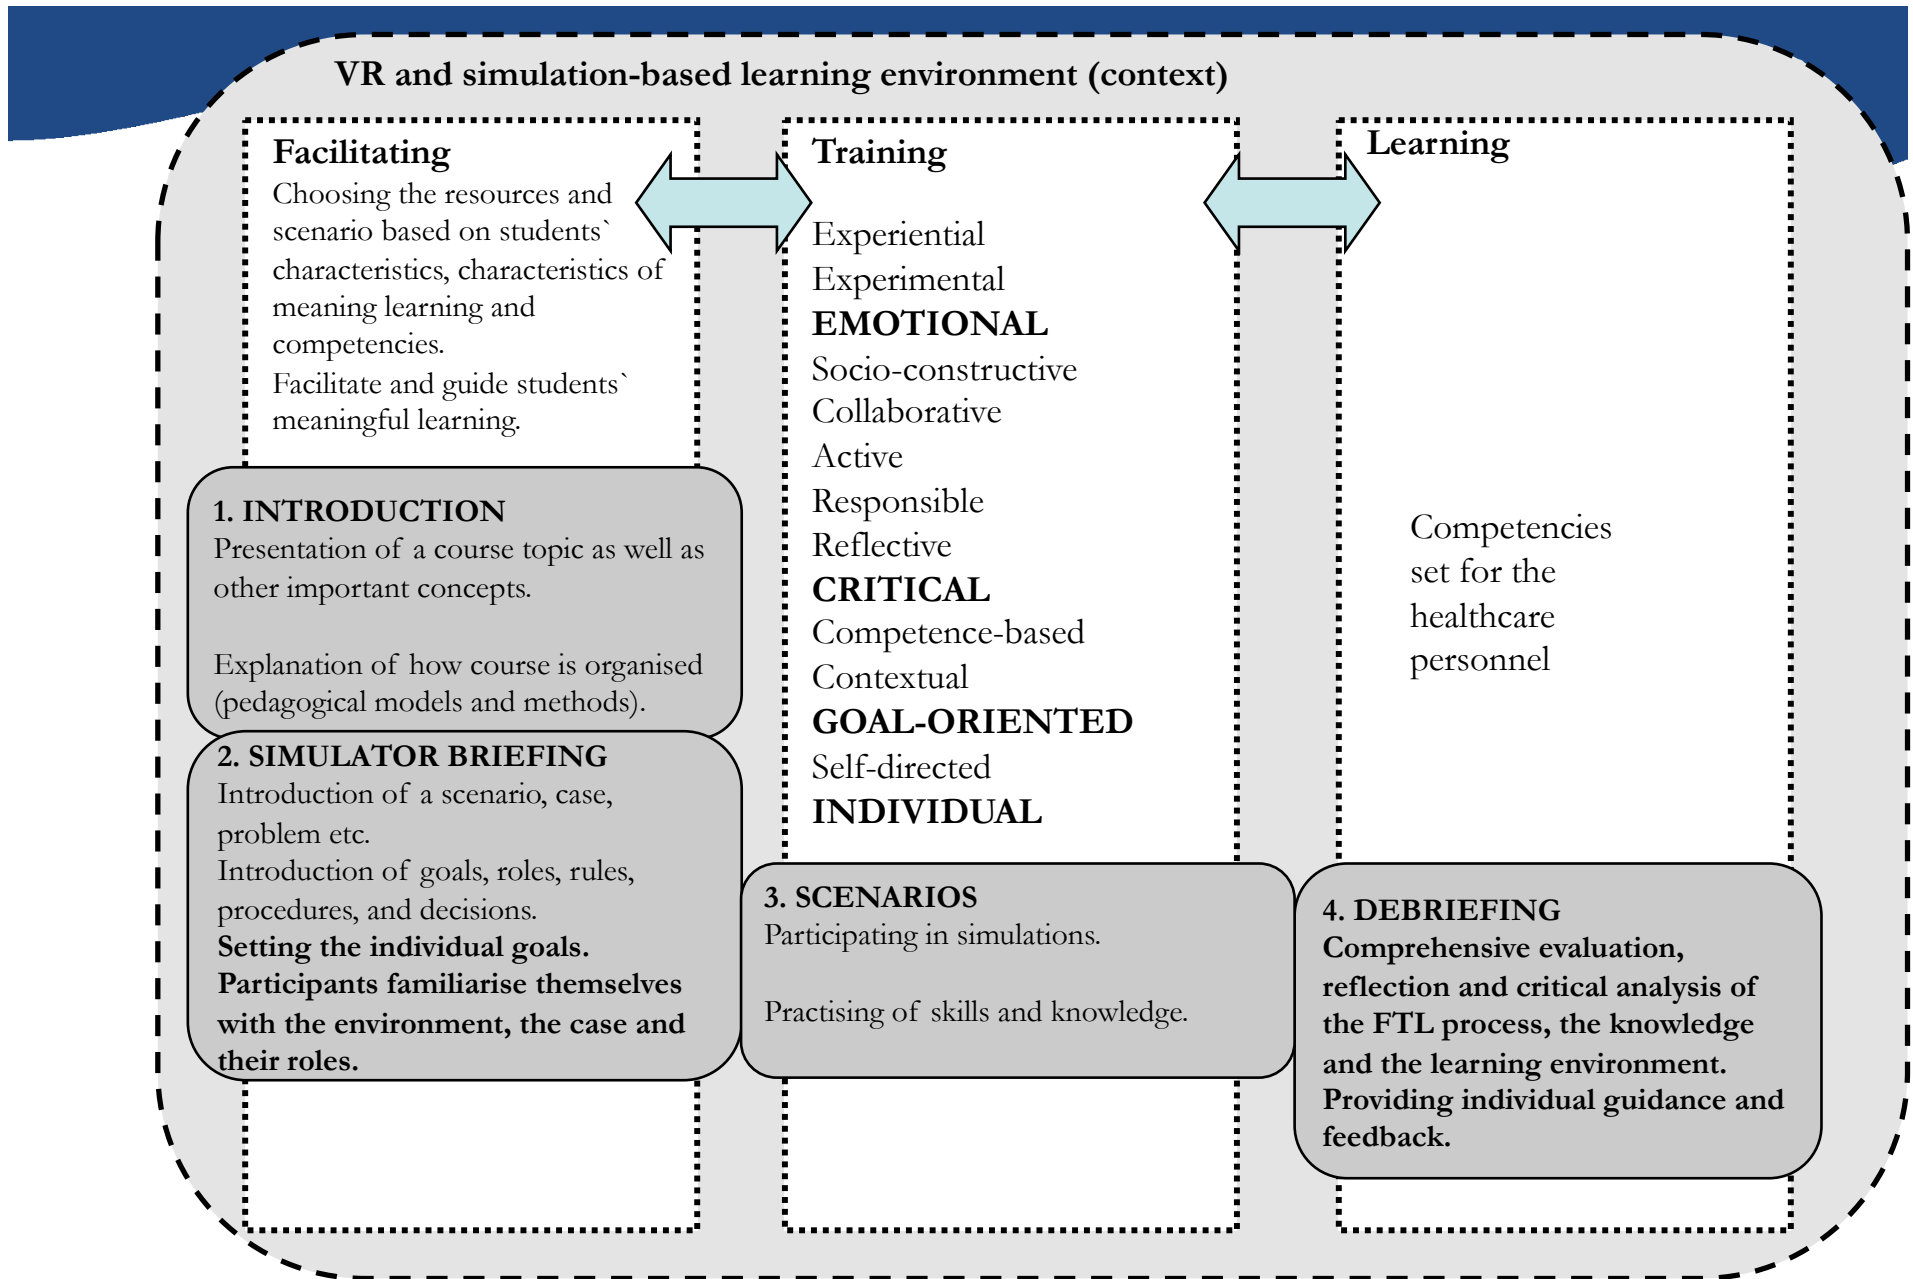 VR and simulation-based learning environment (context)
Facilitating
Choosing the resources and
scenario based on students`
characteristics, characteristics of
meaning learning and
competencies.
Facilitate and guide students`
meaningful learning.
1. INTRODUCTION
Presentation of a course topic as well as
other important concepts.
Explanation of how course is organised
(pedagogical models and methods).
2. SIMULATOR BRIEFING
Introduction of a scenario, case,
problem etc.
Introduction of goals, roles, rules,
procedures, and decisions.
Setting the individual goals.
Participants familiarise themselves
with the environment, the case and
their roles.
Training
Experiential
Experimental
EMOTIONAL
Socio-constructive
Collaborative
Active
Responsible
Reflective
CRITICAL
Competence-based
Contextual
GOAL-ORIENTED
Self-directed
INDIVIDUAL
3. SCENARIOS
Participating in simulations.
Practising of skills and knowledge.
Learning
Competencies
set for the
healthcare
personnel
4. DEBRIEFING
Comprehensive evaluation,
reflection and critical analysis of
the FTL process, the knowledge
and the learning environment.
Providing individual guidance and
feedback.